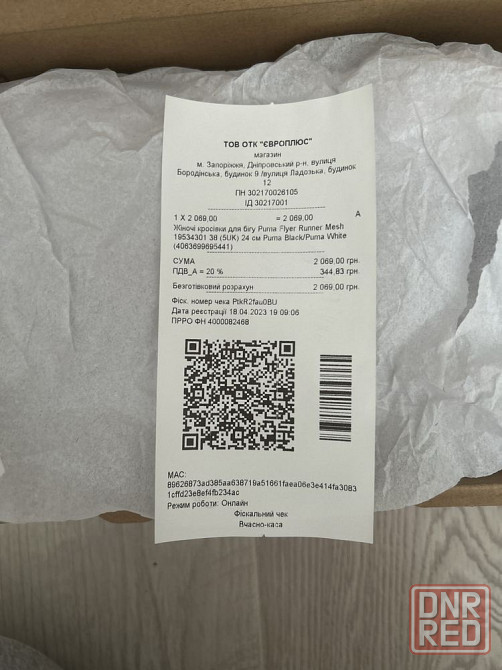 ТОВ ОТК "ЄВРОПЛЮС"
магазин
м. Запоріжжя, Дніпровський р-н, вулиця
Бородінська, будинок 9 /вулиця Ладозька, будинок
12
ПН 302170026105
ІД 30217001
1 X 2 069,00 = 2 069,00 А
Жіночі кросівки для бігу Puma Flyer Runner Mesh
19534301 38 (5UK) 24 см Puma Black/Puma White
(4063699695441)
СУМА 2 069,00 грн.
ПДВ_А = 20 % 344,83 грн.
Безготівковий розрахун 2 069,00 грн.
Фіск. номер чека PtkR2fau0BU
Дата реєстрації 18.04.2023 19:09:06
ПРРО ФН 4000082468
MAC:
89626873ad385aa638719a51661faea06e3e414fa3083
1cffd23e8ef4fb234ac
Режим роботи: Онлайн
Фіскальний чек
Вчасно-каса
DNR
RED